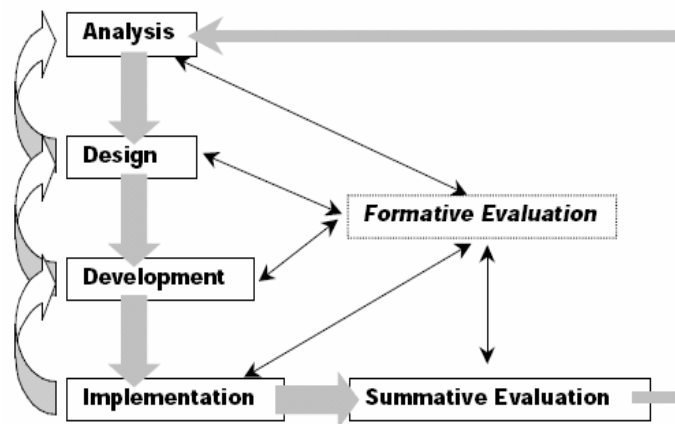 Analysis
Design
Formative Evaluation
Development
Implementation
Summative Evaluation